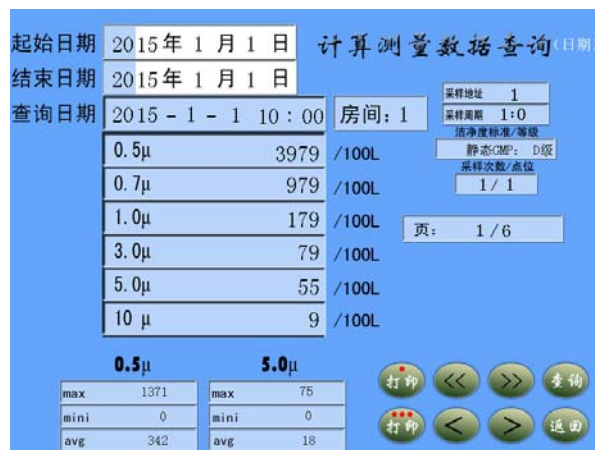 起始日期 2015年 1 月 1 日 计算测量数据查询(日期
结束日期 2015年 1 月 1 日
查询日期 2015 - 1 - 1 10 : 00 房间: 1
采样地址 1
采样周期 1:0
洁净度标准/等级
静态GMP: D级
采样次数/点位
1/ 1
0.5μ 3979 /100L
0.7μ 979 /100L
1.0μ 179 /100L
3.0μ 79 /100L
5.0μ 55 /100L
10 μ 9 /100L
页: 1/6
0.5μ 5.0μ
max 1371 max 75
mini 0 mini 0
avg 342 avg 18
打印 << >> 查询
打印 < > 返回